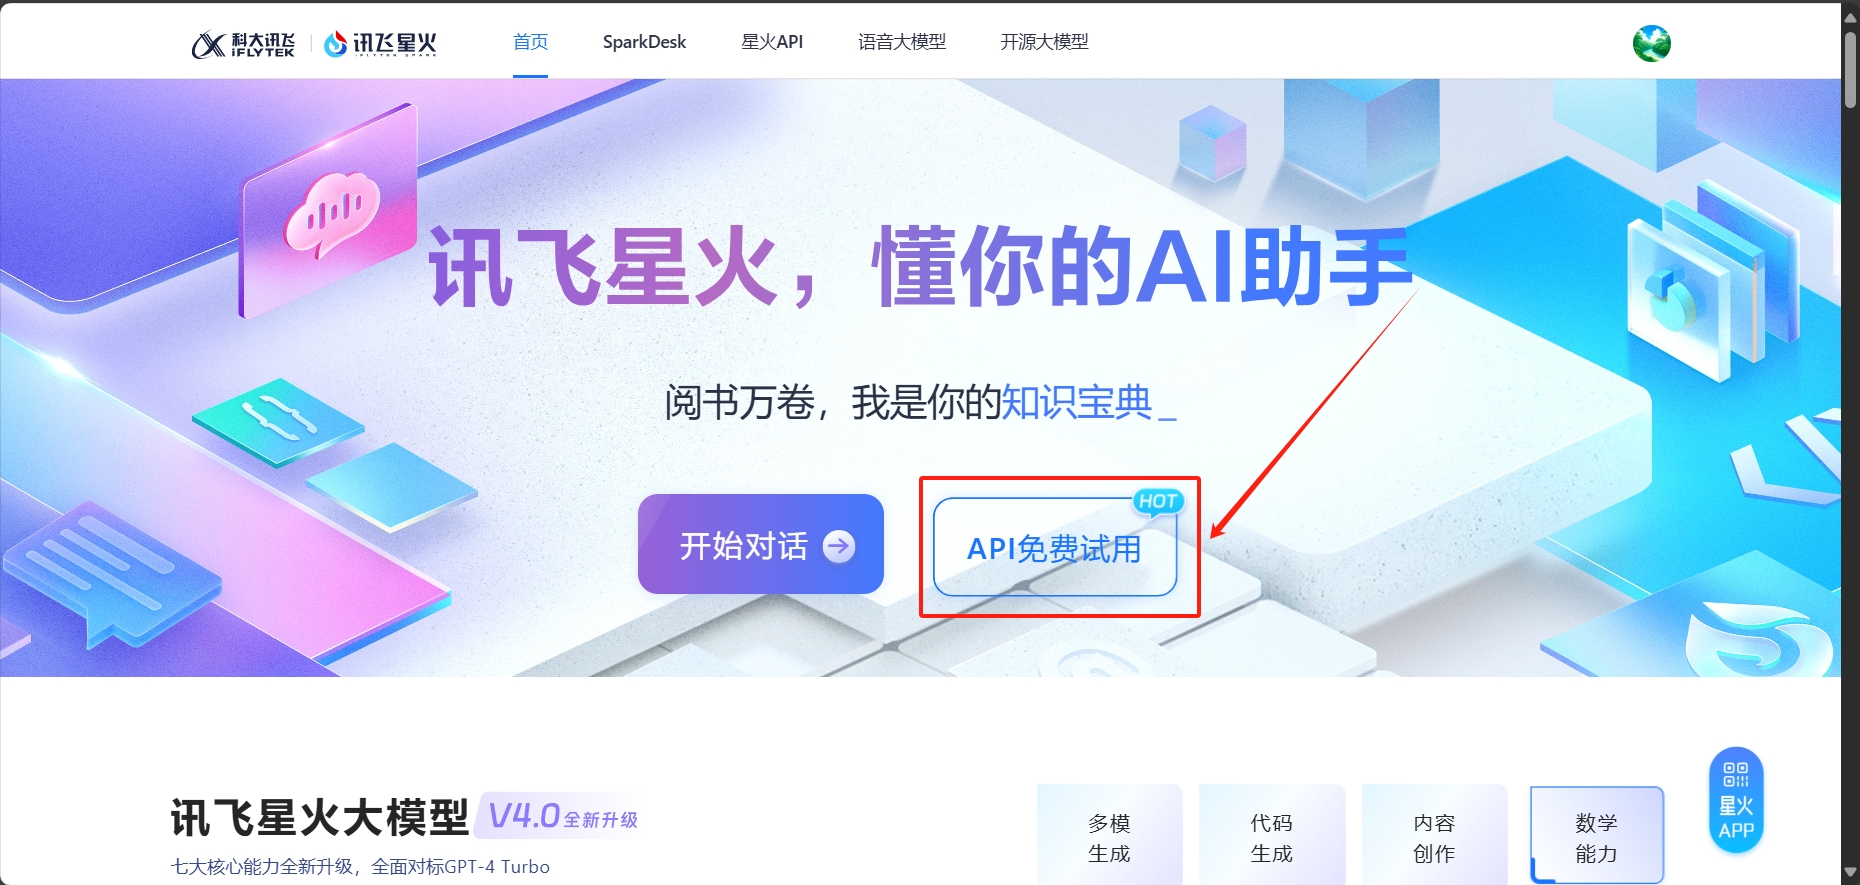 科大讯飞 iFLYTEK 讯飞星火 IFLYTEK SPARK 首页 SparkDesk 星火API 语音大模型 开源大模型
讯飞星火，懂你的AI助手
阅书万卷，我是你的知识宝典_
开始对话
HOT
API免费试用
讯飞星火大模型 V4.0全新升级
七大核心能力全新升级，全面对标GPT-4 Turbo
多模
生成
代码
生成
内容
创作
数学
能力
星火
APP